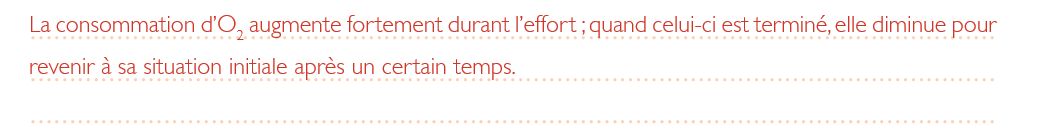 La consommation d’O₂ augmente fortement durant l’effort ; quand celui-ci est terminé, elle diminue pour
revenir à sa situation initiale après un certain temps.